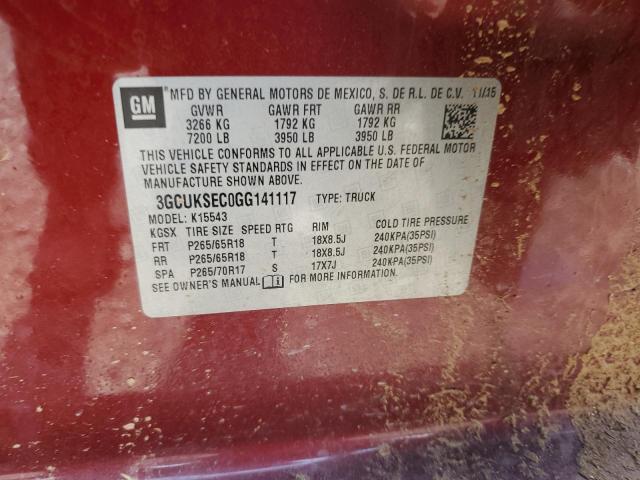 GM
MFD BY GENERAL MOTORS DE MEXICO, S. DE R.L. DE C.V. 11/15
GVWR GAWR FRT GAWR RR
3266 KG 1792 KG 1792 KG
7200 LB 3950 LB 3950 LB
THIS VEHICLE CONFORMS TO ALL APPLICABLE U.S. FEDERAL MOTOR
VEHICLE SAFETY STANDARDS IN EFFECT ON THE DATE OF
MANUFACTURE SHOWN ABOVE.
3GCUKSEC0GG141117 TYPE: TRUCK
MODEL: K15543
KGSX TIRE SIZE SPEED RTG RIM COLD TIRE PRESSURE
FRT P265/65R18 T 18X8.5J 240KPA(35PSI)
RR P265/65R18 T 18X8.5J 240KPA(35PSI)
SPA P265/70R17 S 17X7J 240KPA(35PSI)
SEE OWNER'S MANUAL FOR MORE INFORMATION